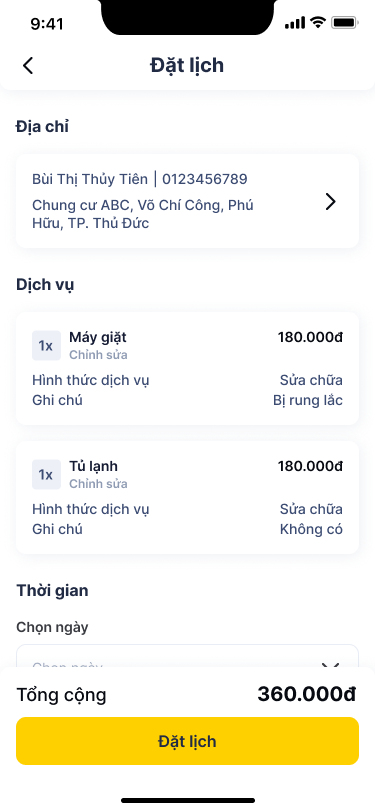 9:41
Đặt lịch
Địa chỉ
Bùi Thị Thủy Tiên | 0123456789
Chung cư ABC, Võ Chí Công, Phú
Hữu, TP. Thủ Đức
Dịch vụ
1x Máy giặt 180.000đ
Chỉnh sửa
Hình thức dịch vụ Sửa chữa
Ghi chú Bị rung lắc
1x Tủ lạnh 180.000đ
Chỉnh sửa
Hình thức dịch vụ Sửa chữa
Ghi chú Không có
Thời gian
Chọn ngày
Chọn ngày
Tổng cộng 360.000đ
Đặt lịch